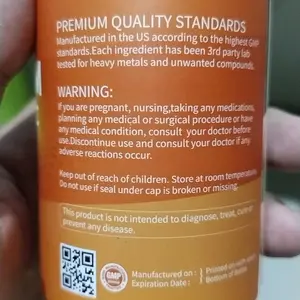 PREMIUM QUALITY STANDARDS
Manufactured in the US according to the highest GMP
standards.Each ingredient has been 3rd party lab
tested for heavy metals and unwanted compounds.
WARNING:
If you are pregnant, nursing,taking any medications,
planning any medical or surgical procedure or have
any medical condition, consult your doctor before
use.Discontinue use and consult your doctor if any
adverse reactions occur.
Keep out of reach of children. Store at room temperature.
Do not use if seal under cap is broken or missing.
This product is not intended to diagnose, treat, cure or
prevent any disease.
GMP
Manufactured on :
Expiration Date :
Printed on
Bottom of